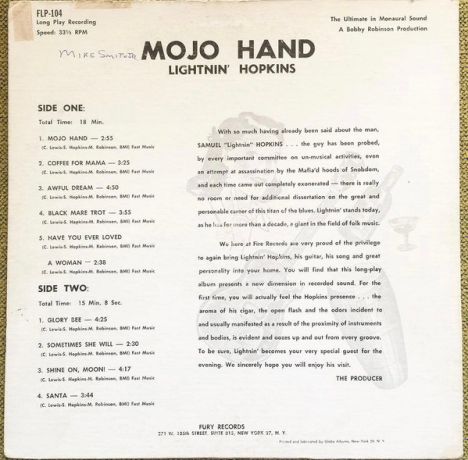 FLP-104
Long Play Recording
Speed: 33⅓ RPM
The Ultimate in Monaural Sound
A Bobby Robinson Production
MIKE
MOJO HAND
LIGHTNIN' HOPKINS
SIDE ONE:
Total Time: 18 Min.
1. MOJO HAND — 2:55
(C. Lewis-S. Hopkins-M. Robinson, BMI) Fast Music
2. COFFEE FOR MAMA — 3:25
(C. Lewis-S. Hopkins-M. Robinson, BMI) Fast Music
3. AWFUL DREAM — 4:50
(C. Lewis-S. Hopkins-M. Robinson, BMI) Fast Music
4. BLACK MARE TROT — 3:55
(C. Lewis-S. Hopkins-M. Robinson, BMI) Fast Music
5. HAVE YOU EVER LOVED
A WOMAN — 2:38
(C. Lewis-S. Hopkins-M. Robinson, BMI) Fast Music
SIDE TWO:
Total Time: 15 Min, 8 Sec.
1. GLORY BEE — 4:25
(C. Lewis-S. Hopkins-M. Robinson, BMI) Fast Music
2. SOMETIMES SHE WILL — 2:30
(C. Lewis-S. Hopkins-M. Robinson, BMI) Fast Music
3. SHINE ON, MOON! — 4:17
(C. Lewis-S. Hopkins-M. Robinson, BMI) Fast Music
4. SANTA — 3:44
(C. Lewis-S. Hopkins-M. Robinson, BMI) Fast Music
With so much having already been said about the man,
SAMUEL "Lightnin" HOPKINS . . . the guy has been probed,
by every important committee on un-musical activities, even
an attempt at assassination by the Mafia'd hoods of Snobdom,
and each time came out completely exonerated — there is really
no room or need for additional dissertation on the great and
personable career of this titan of the blues. Lightnin' stands today,
as he has for more than a decade, a giant in the field of folk music.
We here at Fire Records are very proud of the privilege
to again bring Lightnin' Hopkins, his guitar, his song and great
personality into your home. You will find that this long-play
album presents a new dimension in recorded sound. For the
first time, you will actually feel the Hopkins presence . . . the
aroma of his cigar, the open flash and the odors incident to
and usually manifested as a result of the proximity of instruments
and bodies, is evident and oozes up and out from every groove.
To be sure, Lightnin' becomes your very special guest for the
evening. We sincerely hope you will enjoy his visit.
THE PRODUCER
FURY RECORDS
271 W. 125th STREET, SUITE 313, NEW YORK 27, N. Y.
Printed and fabricated by Globe Albums, New York 36 N. Y.